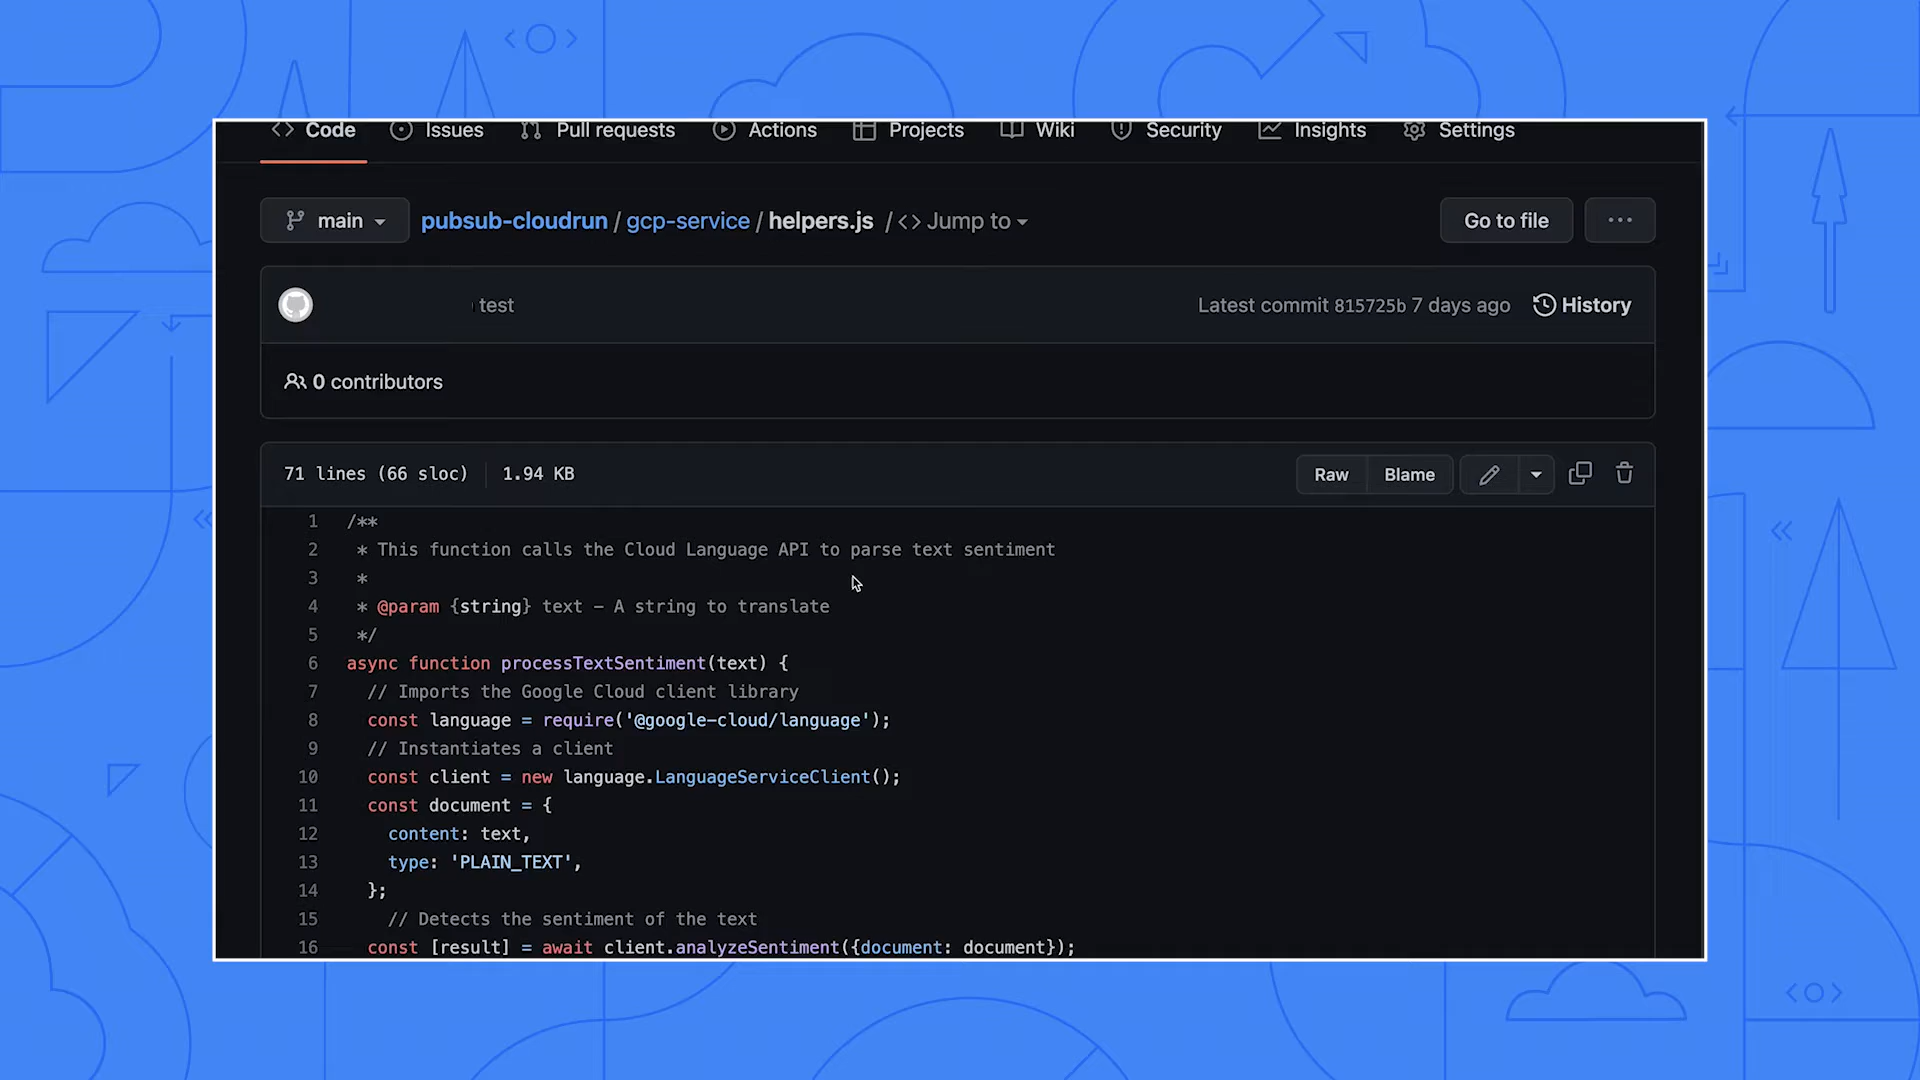 Code Issues Pull requests Actions Projects Wiki Security Insights Settings
main pubsub-cloudrun / gcp-service / helpers.js / <> Jump to Go to file ...
test Latest commit 815725b 7 days ago History
0 contributors
71 lines (66 sloc) 1.94 KB Raw Blame
1 /**
2 * This function calls the Cloud Language API to parse text sentiment
3 *
4 * @param {string} text – A string to translate
5 */
6 async function processTextSentiment(text) {
7 // Imports the Google Cloud client library
8 const language = require('@google-cloud/language');
9 // Instantiates a client
10 const client = new language.LanguageServiceClient();
11 const document = {
12 content: text,
13 type: 'PLAIN_TEXT',
14 };
15 // Detects the sentiment of the text
16 const [result] = await client.analyzeSentiment({document: document});